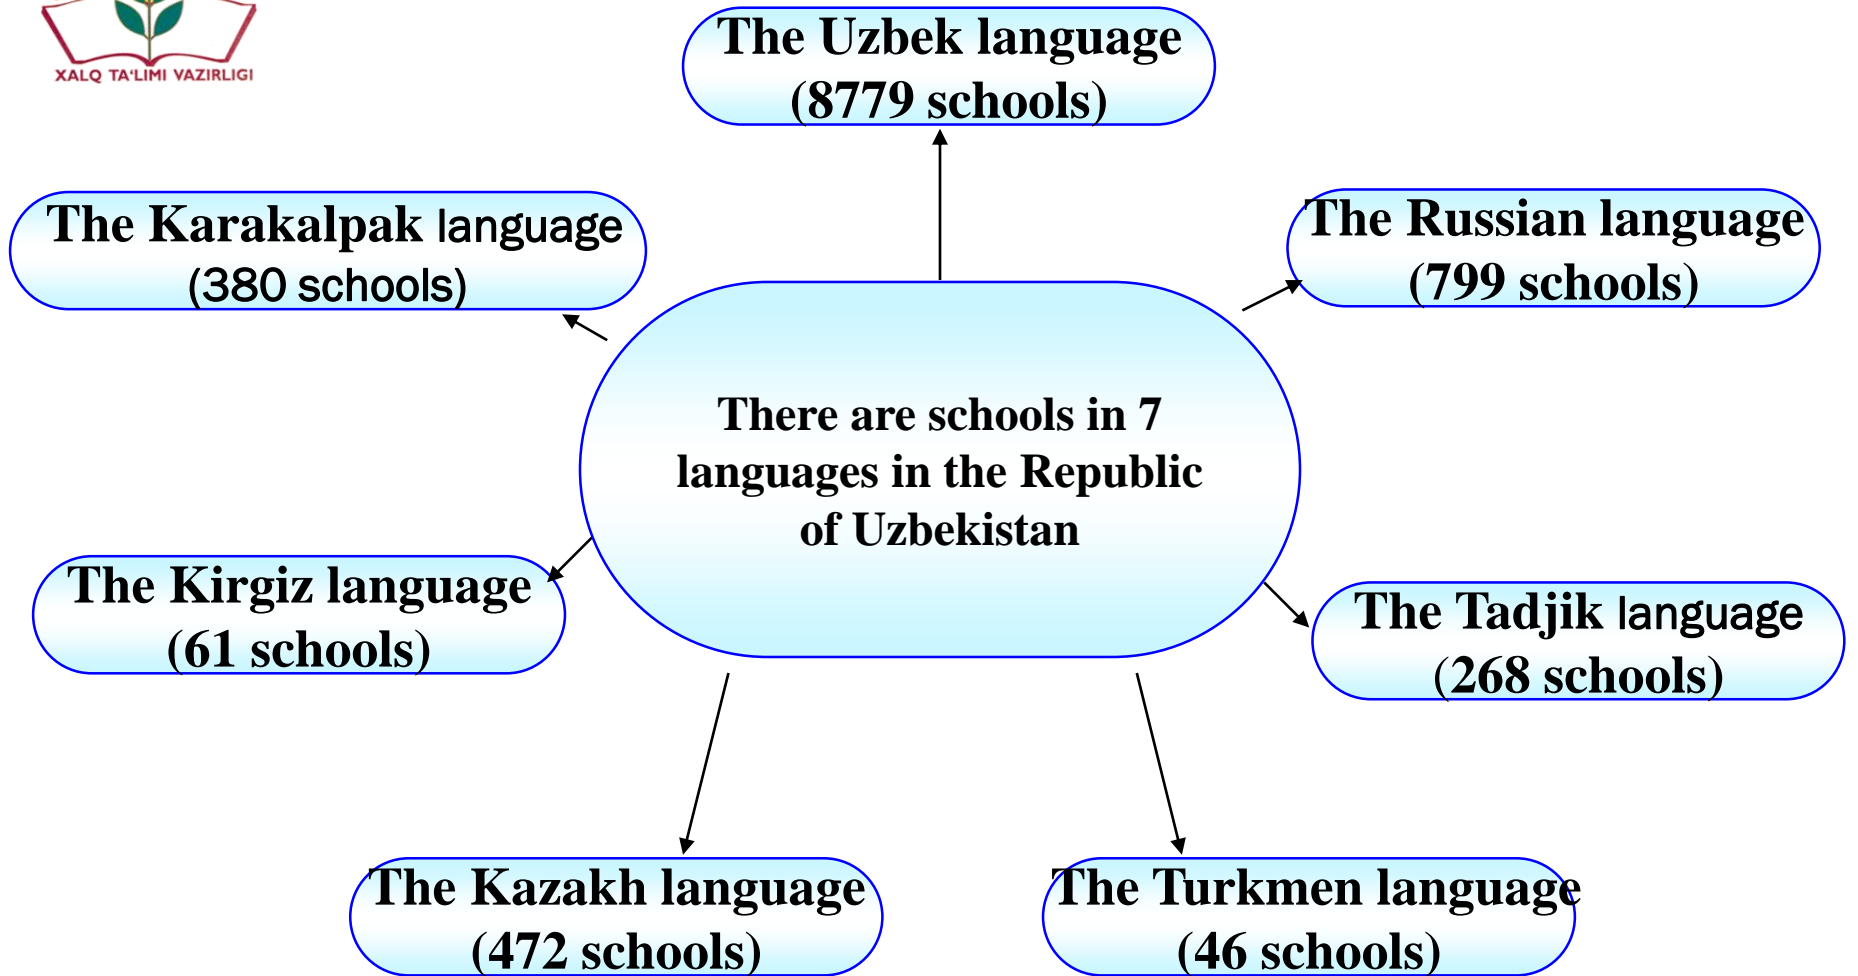 XALQ TA'LIMI VAZIRLIGI
The Uzbek language
(8779 schools)
The Karakalpak language
(380 schools)
The Russian language
(799 schools)
There are schools in 7
languages in the Republic
of Uzbekistan
The Kirgiz language
(61 schools)
The Tadjik language
(268 schools)
The Kazakh language
(472 schools)
The Turkmen language
(46 schools)